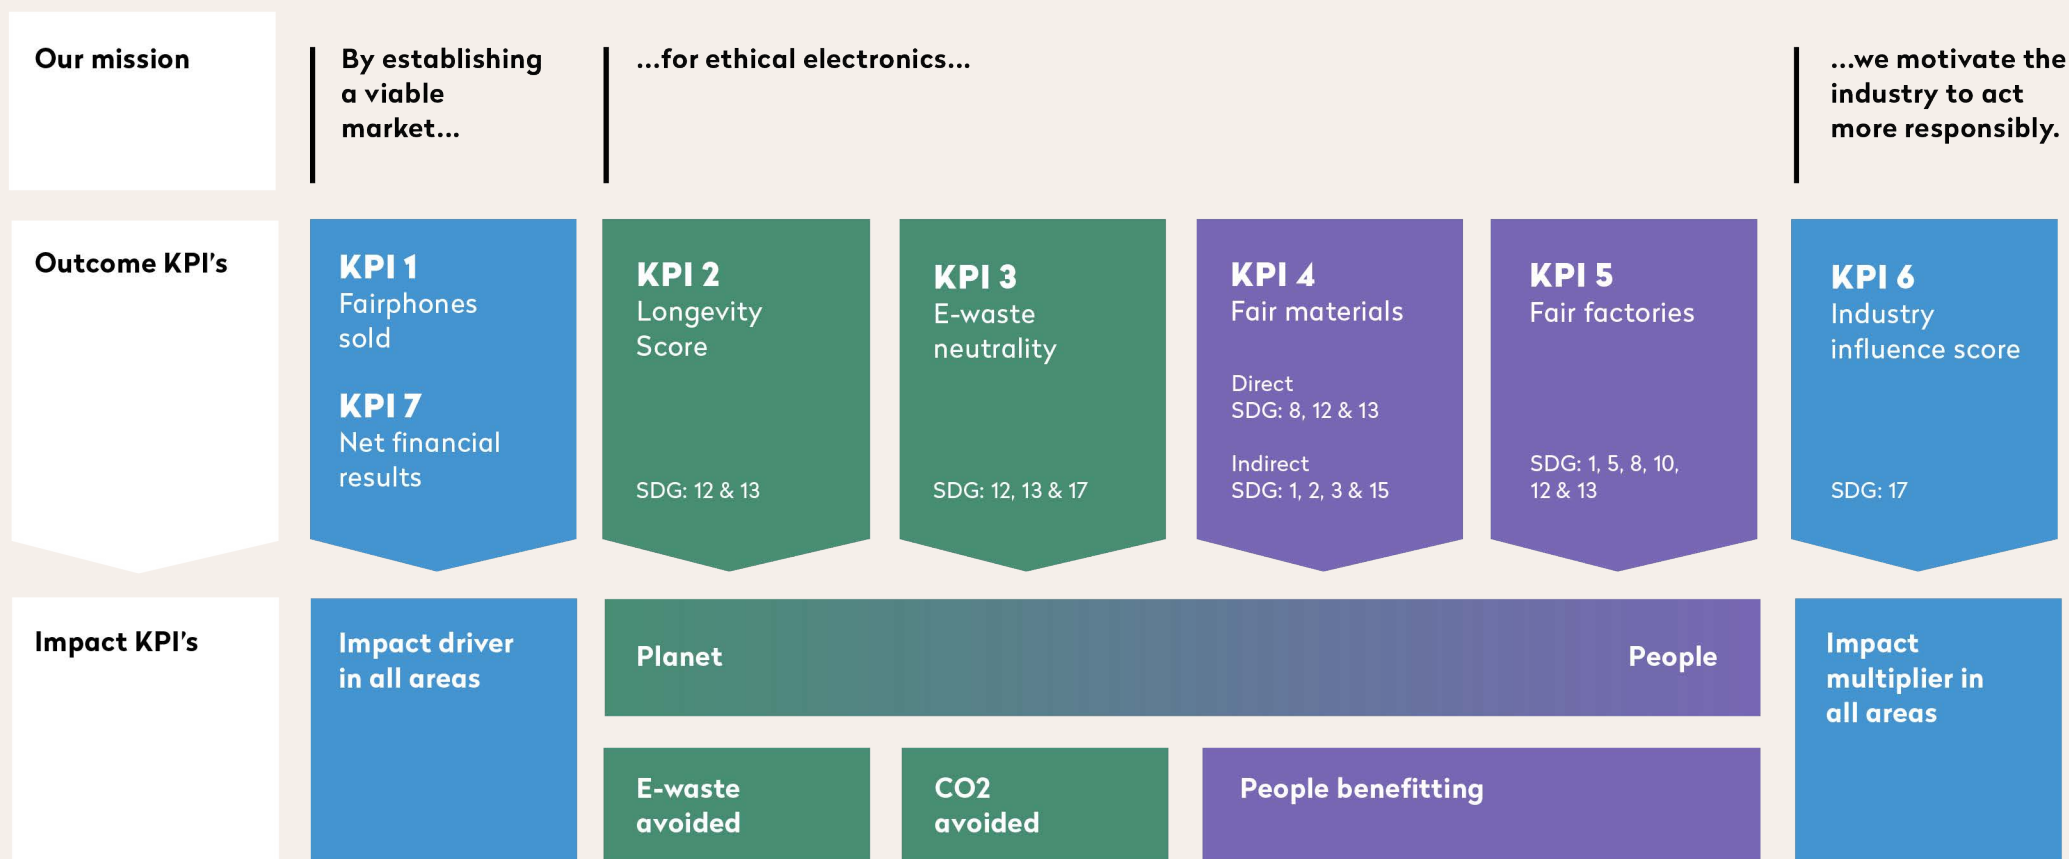 Our mission
By establishing
a viable
market...
...for ethical electronics...
...we motivate the
industry to act
more responsibly.
Outcome KPI's
KPI 1
Fairphones
sold
KPI 7
Net financial
results
KPI 2
Longevity
Score
SDG: 12 & 13
KPI 3
E-waste
neutrality
SDG: 12, 13 & 17
KPI 4
Fair materials
Direct
SDG: 8, 12 & 13
Indirect
SDG: 1, 2, 3 & 15
KPI 5
Fair factories
SDG: 1, 5, 8, 10,
12 & 13
KPI 6
Industry
influence score
SDG: 17
Impact KPI's
Impact driver
in all areas
Planet
People
Impact
multiplier in
all areas
E-waste
avoided
CO2
avoided
People benefitting